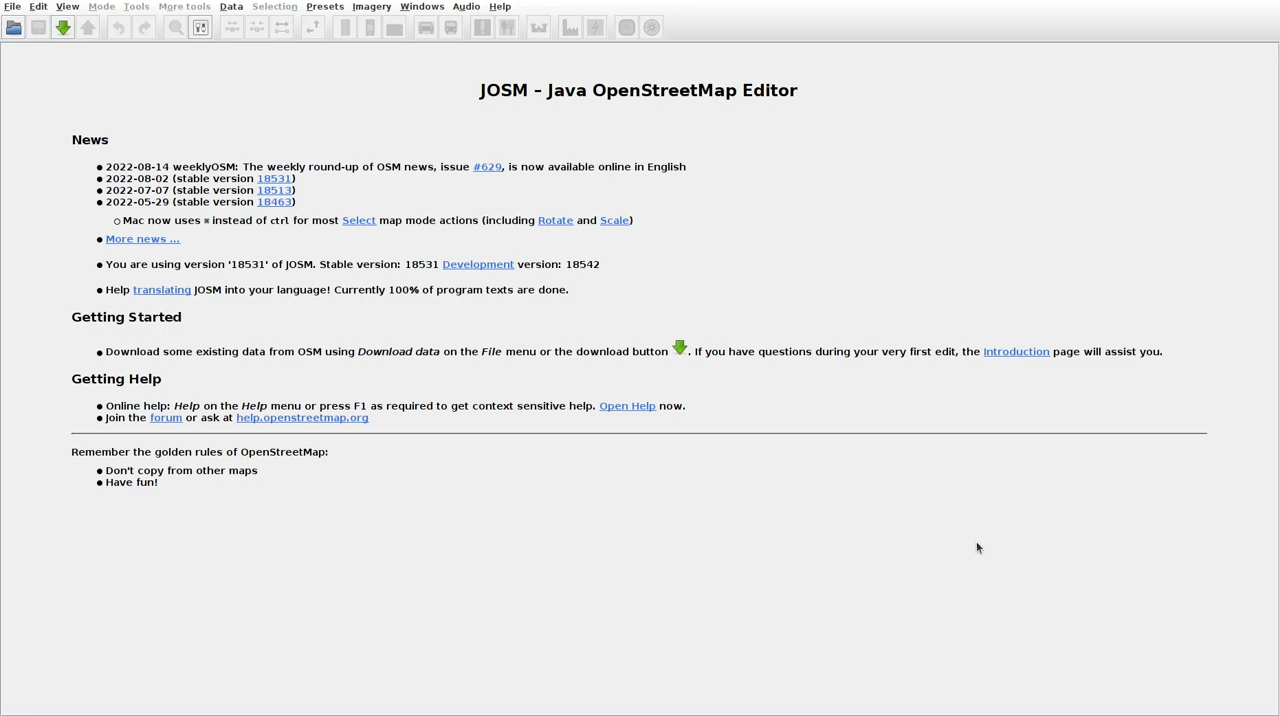 File Edit View Mode Tools More tools Data Selection Presets Imagery Windows Audio Help
JOSM – Java OpenStreetMap Editor
News
2022-08-14 weeklyOSM: The weekly round-up of OSM news, issue #629, is now available online in English
2022-08-02 (stable version 18531)
2022-07-07 (stable version 18513)
2022-05-29 (stable version 18463)
Mac now uses ⌘ instead of ctrl for most Select map mode actions (including Rotate and Scale)
More news ...
You are using version '18531' of JOSM. Stable version: 18531 Development version: 18542
Help translating JOSM into your language! Currently 100% of program texts are done.
Getting Started
Download some existing data from OSM using Download data on the File menu or the download button . If you have questions during your very first edit, the Introduction page will assist you.
Getting Help
Online help: Help on the Help menu or press F1 as required to get context sensitive help. Open Help now.
Join the forum or ask at help.openstreetmap.org
Remember the golden rules of OpenStreetMap:
Don't copy from other maps
Have fun!